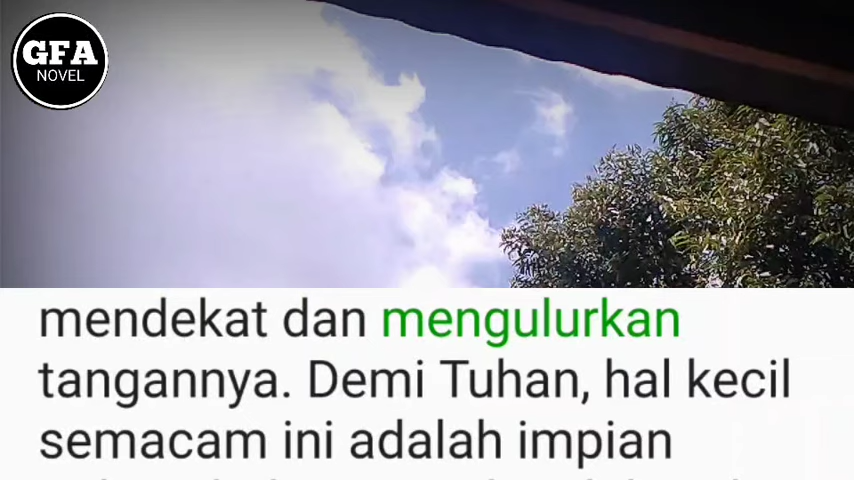 GFA
NOVEL
mendekat dan mengulurkan
tangannya. Demi Tuhan, hal kecil
semacam ini adalah impian